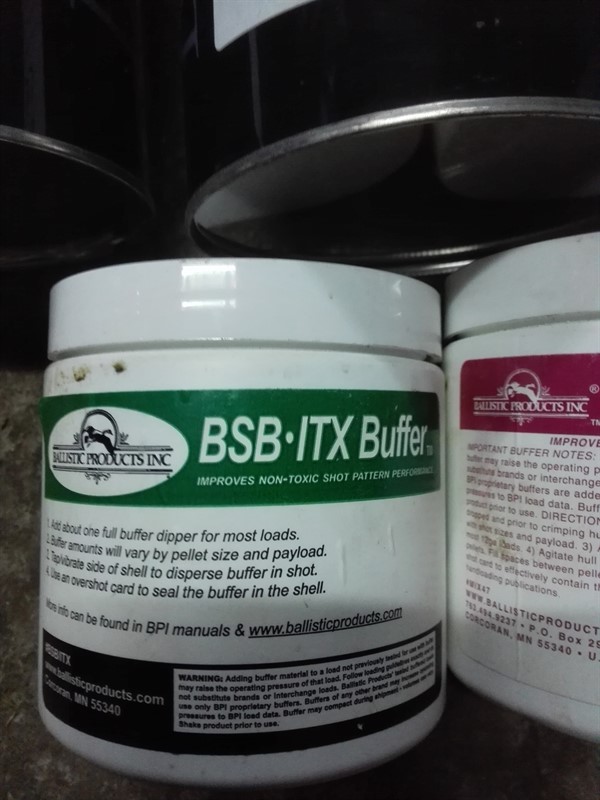 BALLISTIC PRODUCTS INC
BSB·ITX Buffer
TM
IMPROVES NON-TOXIC SHOT PATTERN PERFORMANCE
1. Add about one full buffer dipper for most loads.
2. Buffer amounts will vary by pellet size and payload.
3. Tap/vibrate side of shell to disperse buffer in shot.
4. Use an overshot card to seal the buffer in the shell.
More info can be found in BPI manuals & www.ballisticproducts.com
#BSBITX
www.ballisticproducts.com
Corcoran, MN 55340
WARNING: Adding buffer material to a load not previously tested for use with buffer
may raise the operating pressure of that load. Follow loading guidelines
not substitute brands or interchange loads. Ballistic Products' tested buffered loads
use only BPI proprietary buffers. Buffers of any other brand may increase
pressures to BPI load data. Buffer may compact during shipment
Shake product prior to use.
BALLISTIC PRODUCTS INC
®
TM
IMPROVE
IMPORTANT BUFFER NOTES:
buffer may raise the operating p
substitute brands or interchange
BPI proprietary buffers are adde
pressures to BPI load data. Buff
product prior to use. DIRECTION
dropped and prior to crimping hu
with shot sizes and payload. 3)
most 12ga loads. 4) Agitate hull
pellets. Fill spaces between pelle
shot card to effectively contain th
handloading publications.
#MIX47
WWW.BALLISTICPRODUCT
763.494.9237 • P.O. Box 29
CORCORAN, MN 55340 • U.